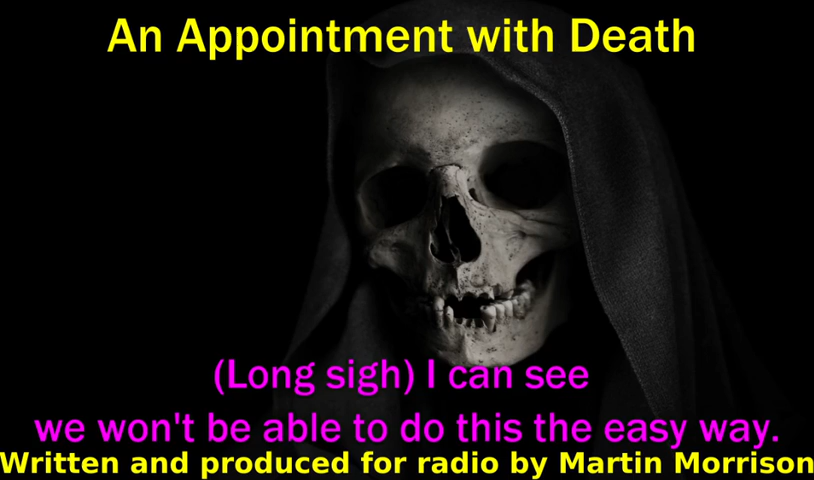 An Appointment with Death
(Long sigh) I can see
we won't be able to do this the easy way.
Written and produced for radio by Martin Morrison